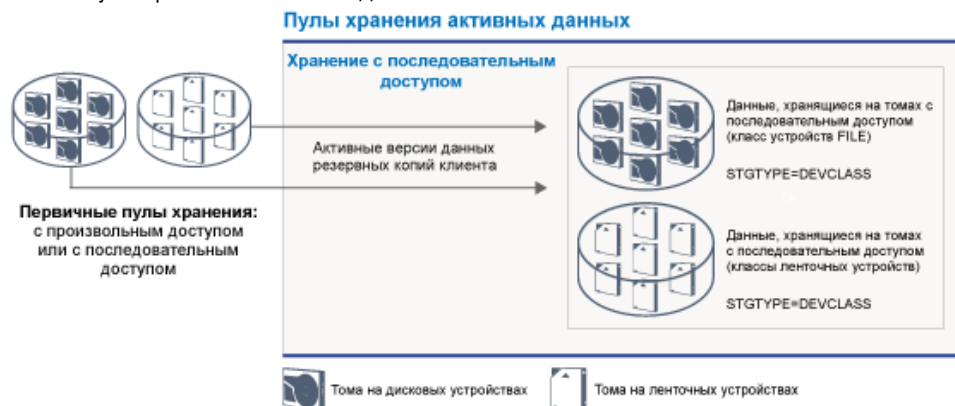 Пулы хранения активных данных
Хранение с последовательным
доступом
Данные, хранящиеся на томах с
последовательным доступом
(класс устройств FILE)
STGTYPE=DEVCLASS
Активные версии данных
резервных копий клиента
Первичные пулы хранения:
с произвольным доступом
или с последовательным
доступом
Данные, хранящиеся на томах
с последовательным доступом
(классы ленточных устройств)
STGTYPE=DEVCLASS
Тома на дисковых устройствах
Тома на ленточных устройствах